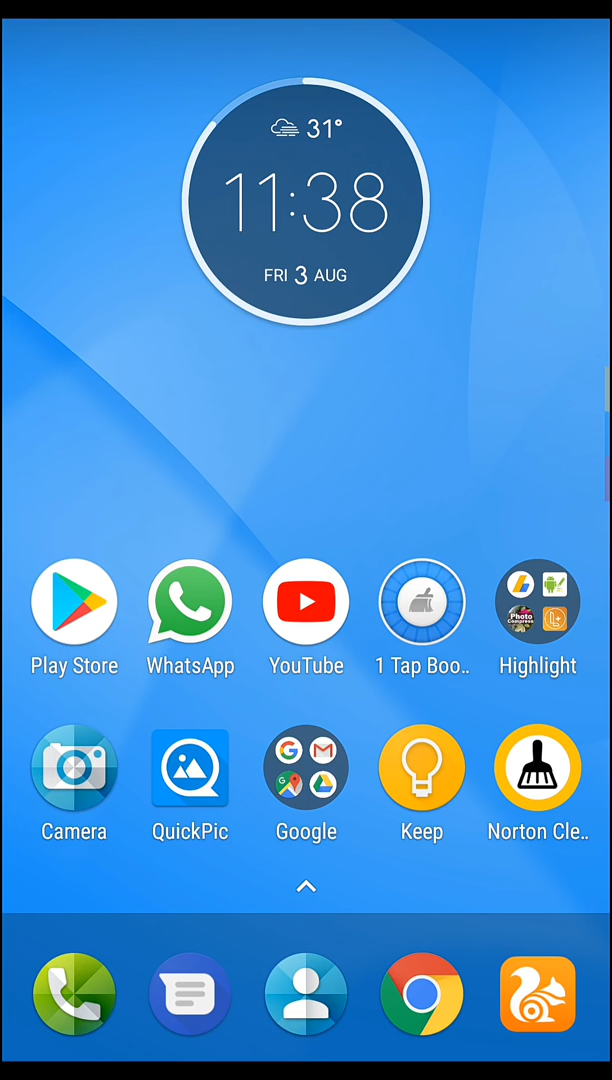 31°
11:38
FRI 3 AUG
Photo
Compress
Play Store
WhatsApp
YouTube
1 Tap Boo..
Highlight
Camera
QuickPic
Google
Keep
Norton Cle..